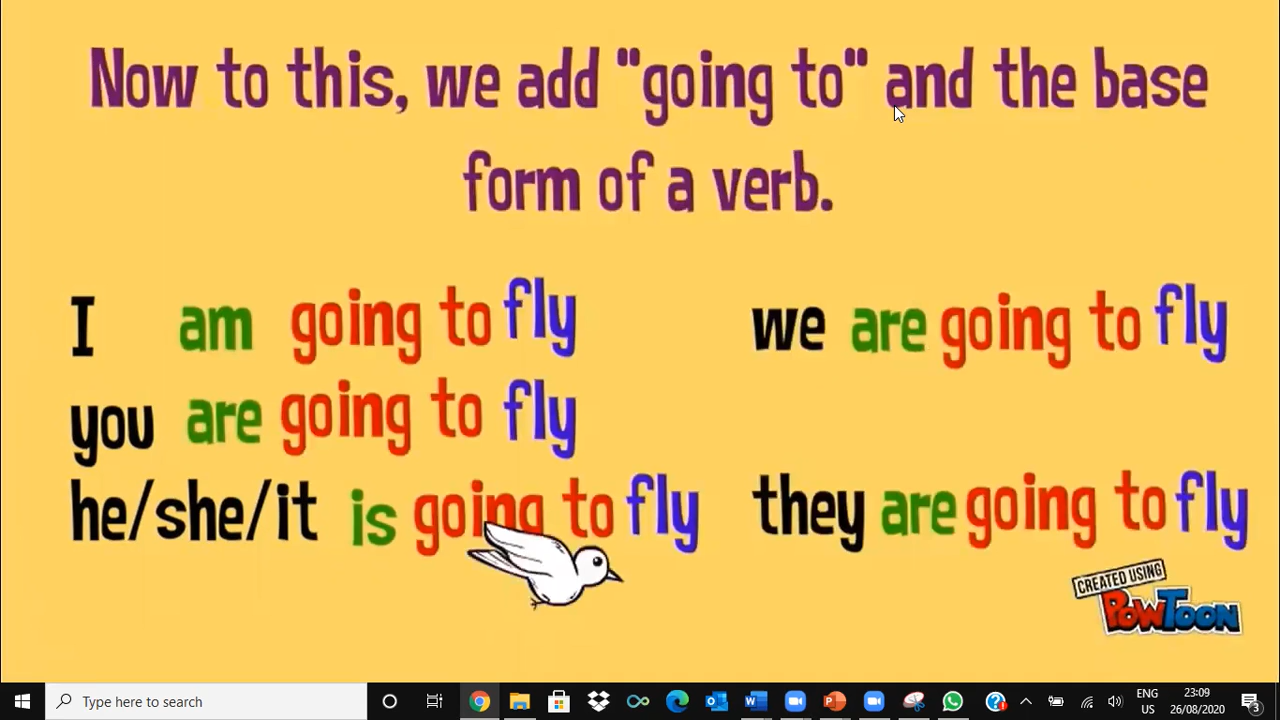 Now to this, we add "going to" and the base
form of a verb.
I am going to fly
we are going to fly
you are going to fly
he/she/it is going to fly
they are going to fly
CREATED USING
POWTOON
Type here to search
ENG
US
23:09
26/08/2020
3